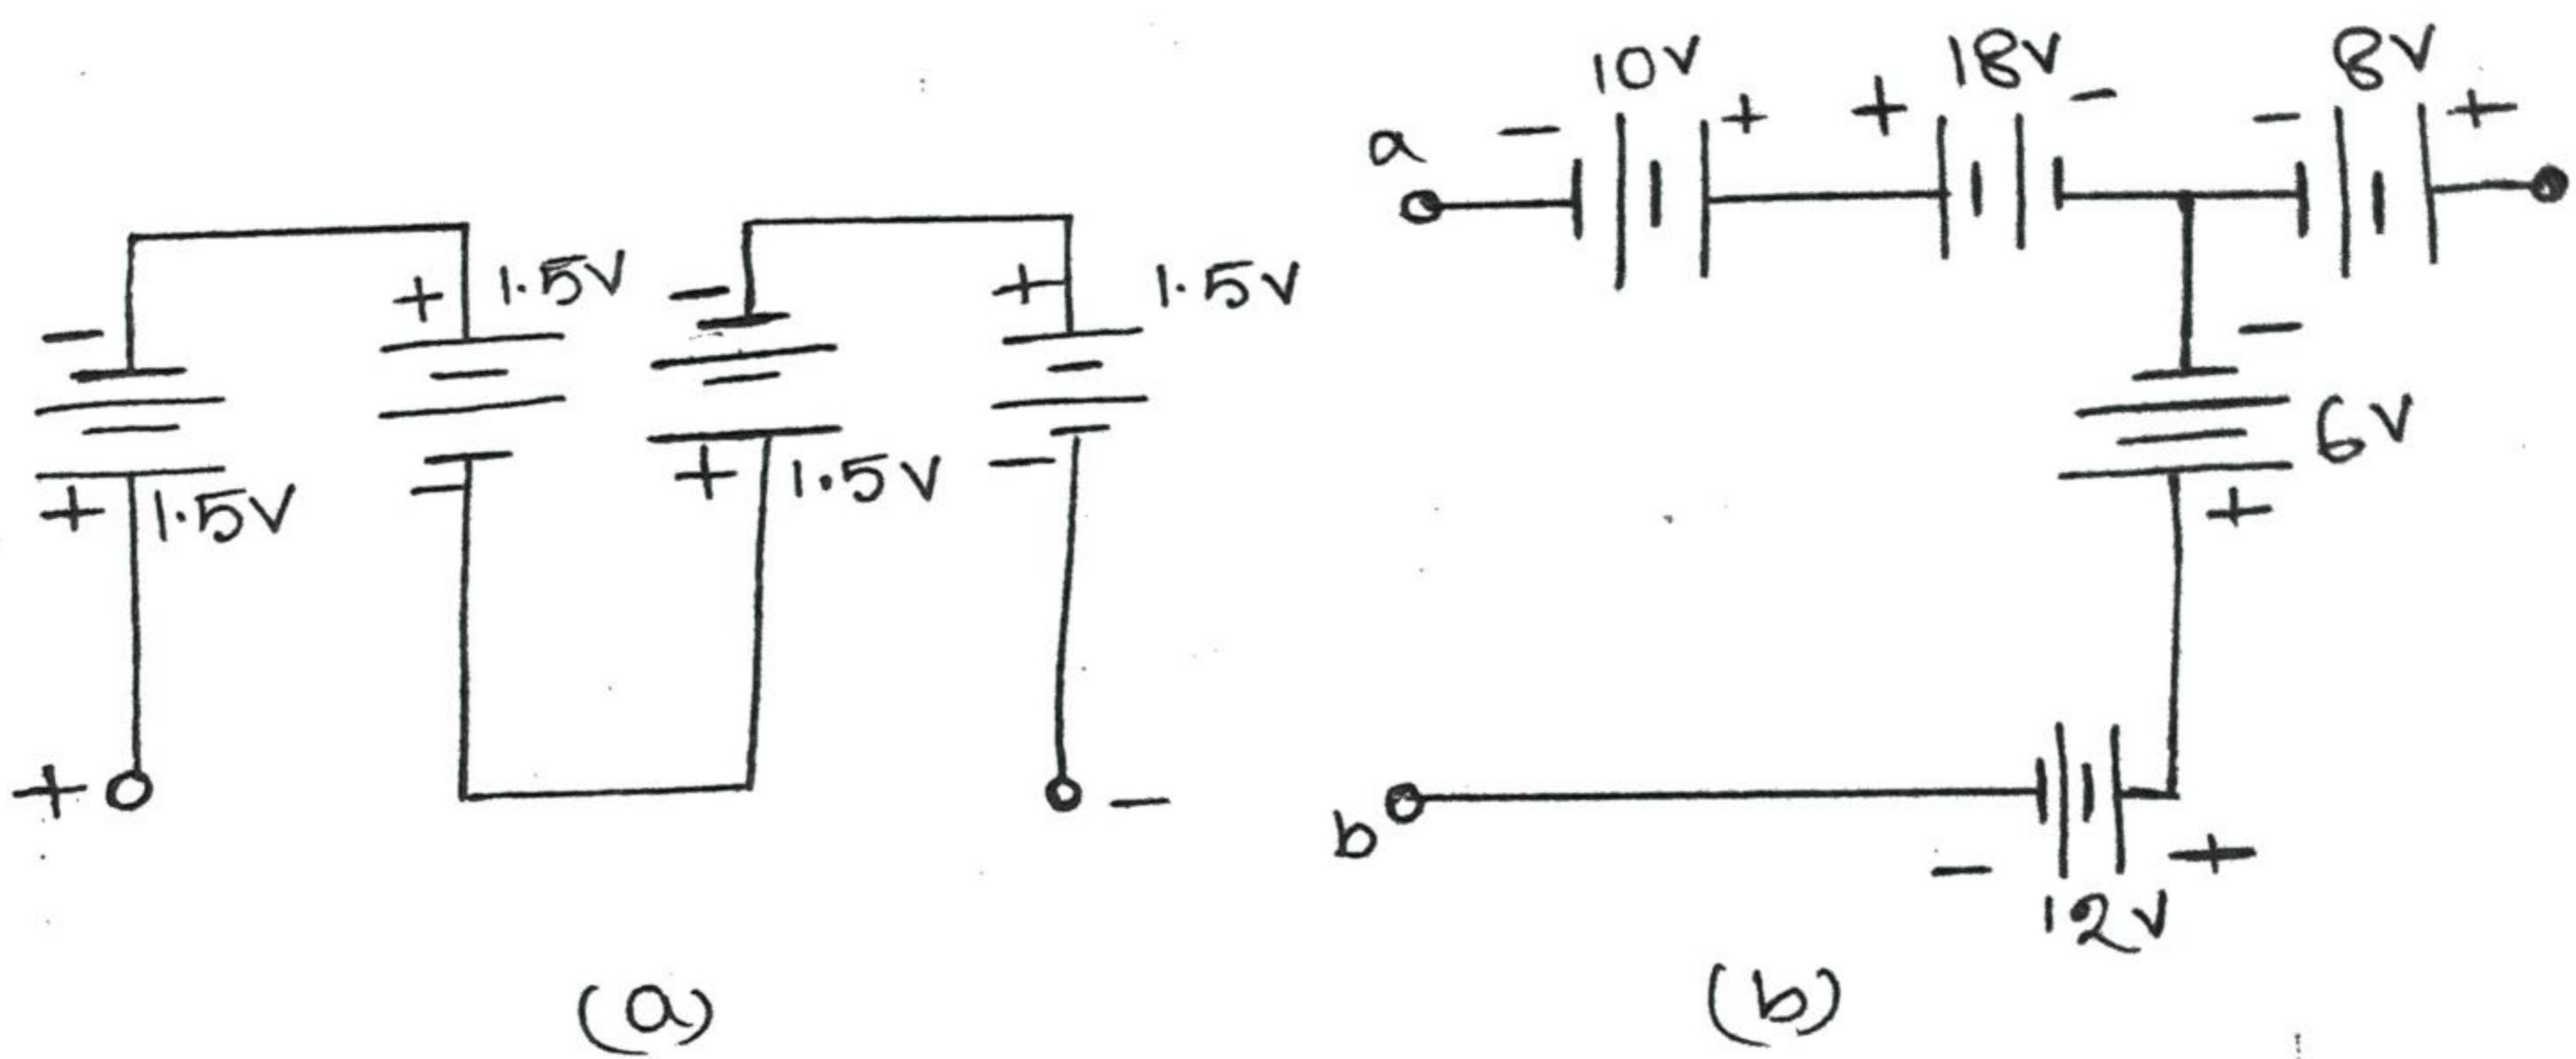 10V 18V 8V
- + + - - +
a
+ 1.5V - + 1.5V
- -
6V
+ 1.5V - + 1.5V - +
+ -
b - +
12V
(a) (b)